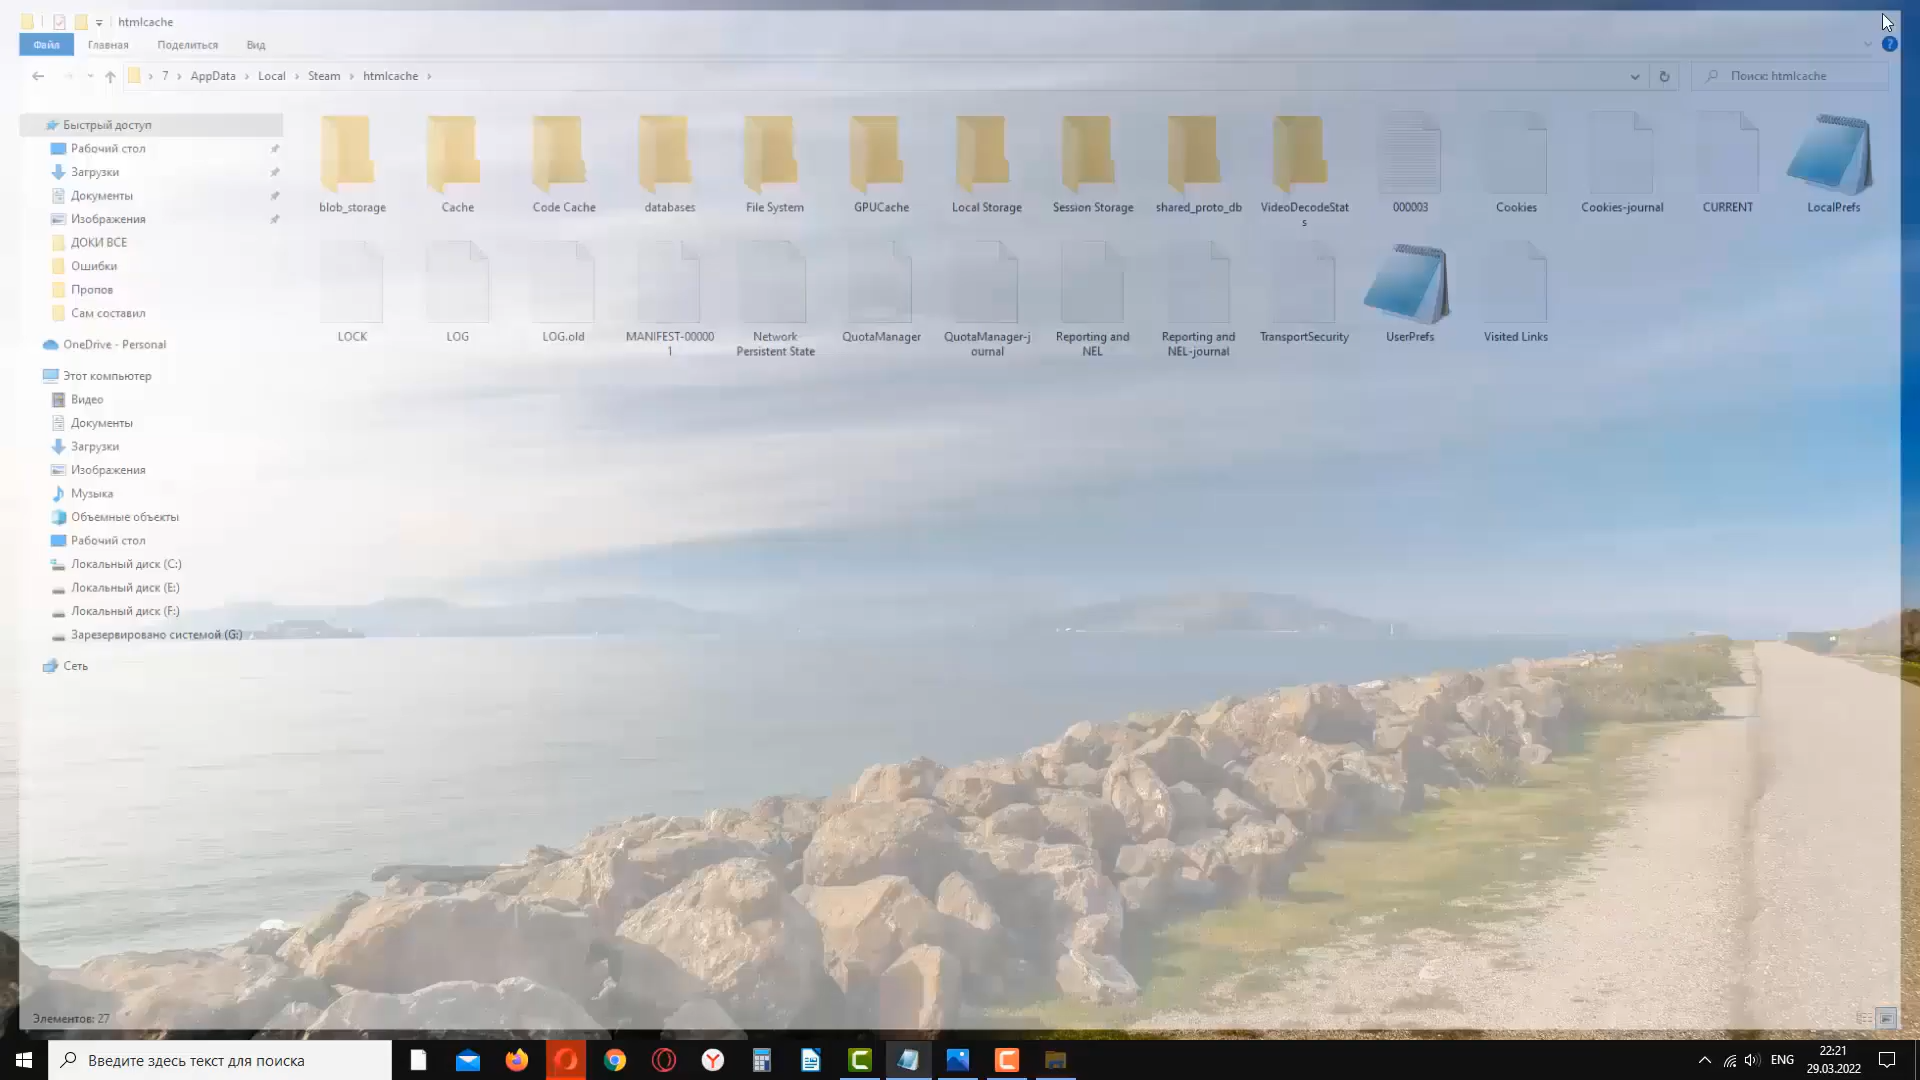 htmlcache
Файл Главная Поделиться Вид
7 AppData Local Steam htmlcache Поиск: htmlcache
Быстрый доступ
Рабочий стол
Загрузки
Документы
Изображения
ДОКИ ВСЕ
Ошибки
Пропов
Сам составил
OneDrive - Personal
Этот компьютер
Видео
Документы
Загрузки
Изображения
Музыка
Объемные объекты
Рабочий стол
Локальный диск (C:)
Локальный диск (E:)
Локальный диск (F:)
Зарезервировано системой (G:)
Сеть
blob_storage Cache Code Cache databases File System GPUCache Local Storage Session Storage shared_proto_db VideoDecodeStat 000003 Cookies Cookies-journal CURRENT LocalPrefs
s
LOCK LOG LOG.old MANIFEST-00000 Network QuotaManager QuotaManager-j Reporting and Reporting and TransportSecurity UserPrefs Visited Links
1 Persistent State ournal NEL NEL-journal
Элементов: 27
Введите здесь текст для поиска
ENG
22:21
29.03.2022